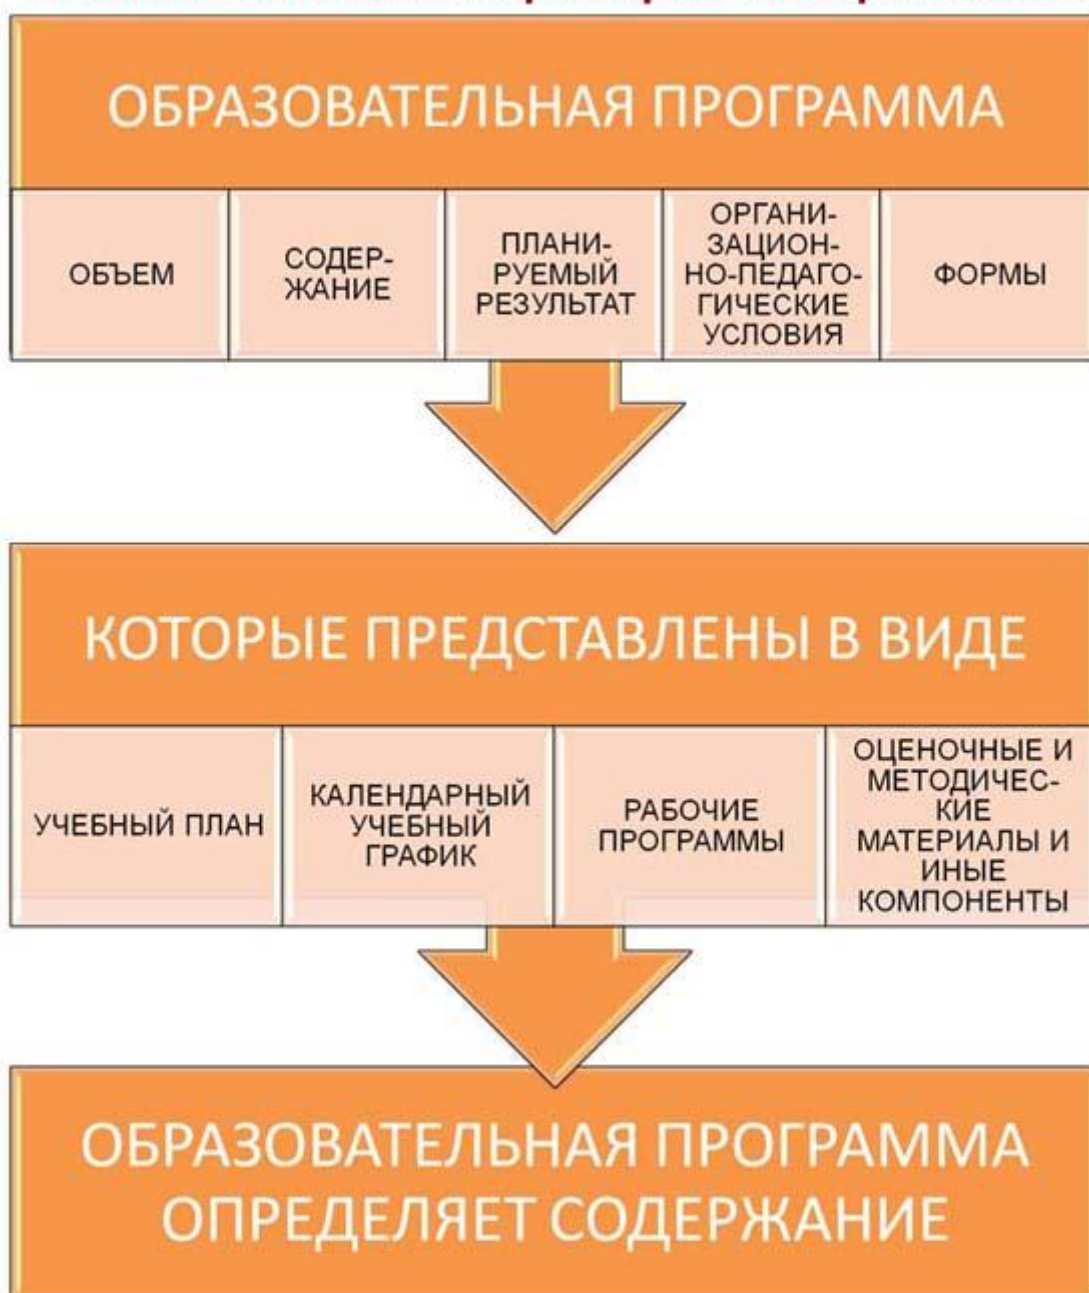 ОБРАЗОВАТЕЛЬНАЯ ПРОГРАММА
ОБЪЕМ
СОДЕР-
ЖАНИЕ
ПЛАНИ-
РУЕМЫЙ
РЕЗУЛЬТАТ
ОРГАНИ-
ЗАЦИОН-
НО-ПЕДАГО-
ГИЧЕСКИЕ
УСЛОВИЯ
ФОРМЫ
КОТОРЫЕ ПРЕДСТАВЛЕНЫ В ВИДЕ
УЧЕБНЫЙ ПЛАН
КАЛЕНДАРНЫЙ
УЧЕБНЫЙ
ГРАФИК
РАБОЧИЕ
ПРОГРАММЫ
ОЦЕНОЧНЫЕ И
МЕТОДИЧЕС-
КИЕ
МАТЕРИАЛЫ И
ИНЫЕ
КОМПОНЕНТЫ
ОБРАЗОВАТЕЛЬНАЯ ПРОГРАММА
ОПРЕДЕЛЯЕТ СОДЕРЖАНИЕ